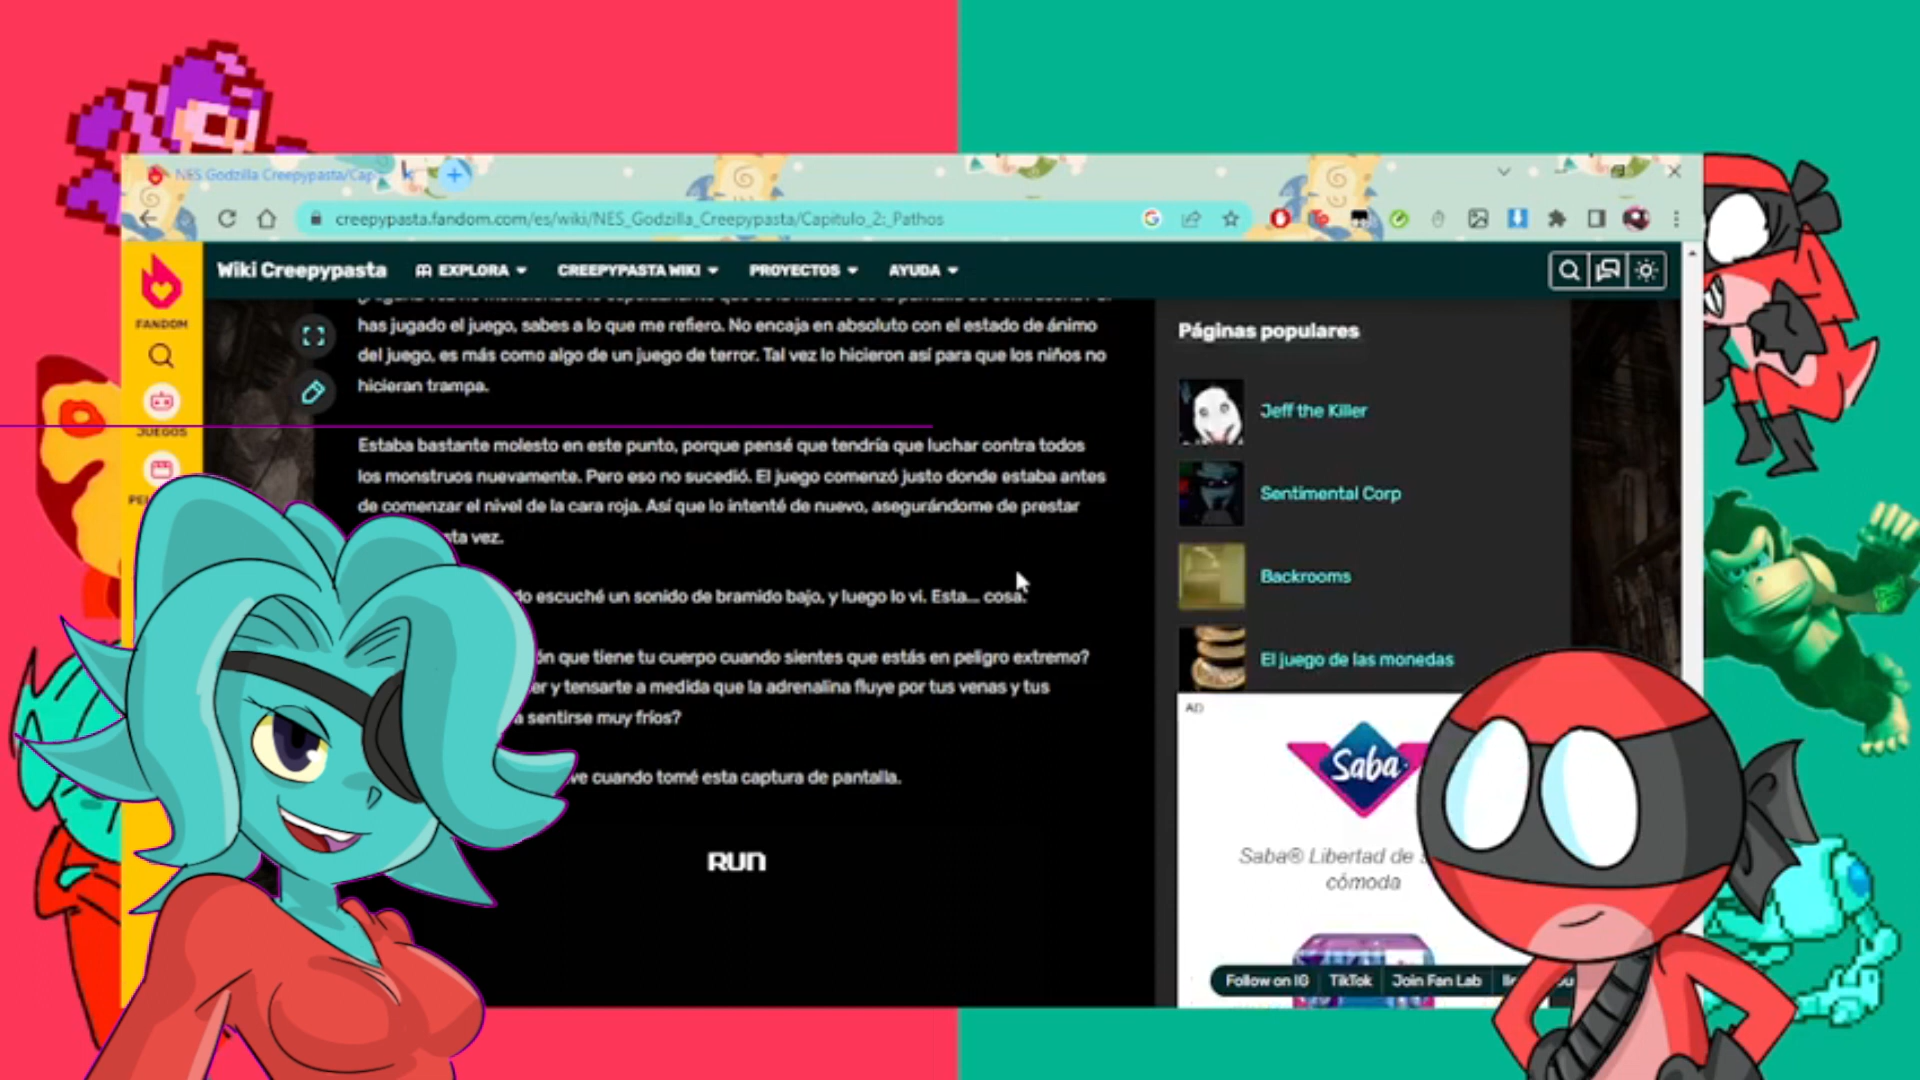 NES Godzilla Creepypasta/Cap
creepypasta.fandom.com/es/wiki/NES_Godzilla_Creepypasta/Capitulo_2:_Pathos
Wiki Creepypasta
EXPLORA
CREEPYPASTA WIKI
PROYECTOS
AYUDA
FANDOM
JUEGOS
has jugado el juego, sabes a lo que me refiero. No encaja en absoluto con el estado de ánimo
del juego, es más como algo de un juego de terror. Tal vez lo hicieron así para que los niños no
hicieran trampa.
Estaba bastante molesto en este punto, porque pensé que tendría que luchar contra todos
los monstruos nuevamente. Pero eso no sucedió. El juego comenzó justo donde estaba antes
de comenzar el nivel de la cara roja. Así que lo intenté de nuevo, asegurándome de prestar
sta vez.
do escuché un sonido de bramido bajo, y luego lo vi. Esta... cosa.
ón que tiene tu cuerpo cuando sientes que estás en peligro extremo?
er y tensarte a medida que la adrenalina fluye por tus venas y tus
a sentirse muy fríos?
ve cuando tomé esta captura de pantalla.
RUN
Páginas populares
Jeff the Killer
Sentimental Corp
Backrooms
El juego de las monedas
AD
Saba
Saba® Libertad de s
cómoda
Follow on IG
TikTok
Join Fan Lab